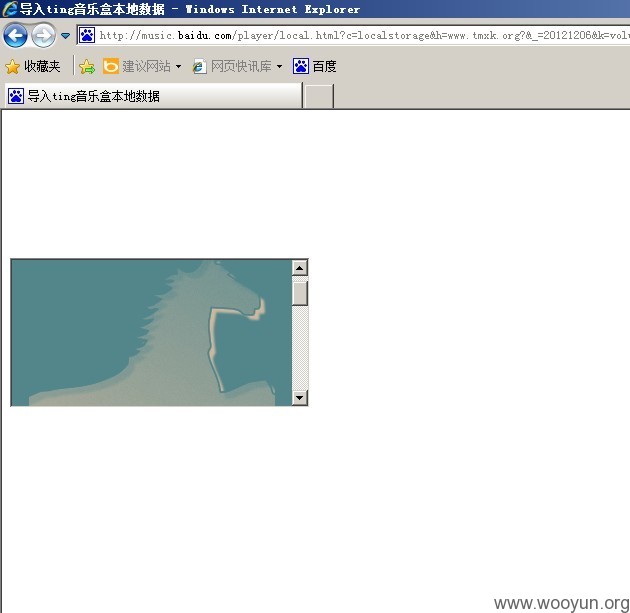 导入ting音乐盒本地数据 - Windows Internet Explorer
http://music.baidu.com/player/local.html?c=localstorage&h=www.tmxk.org?&_=20121206&k=volv
收藏夹 建议网站 网页快讯库 百度
导入ting音乐盒本地数据
www.wooyun.org